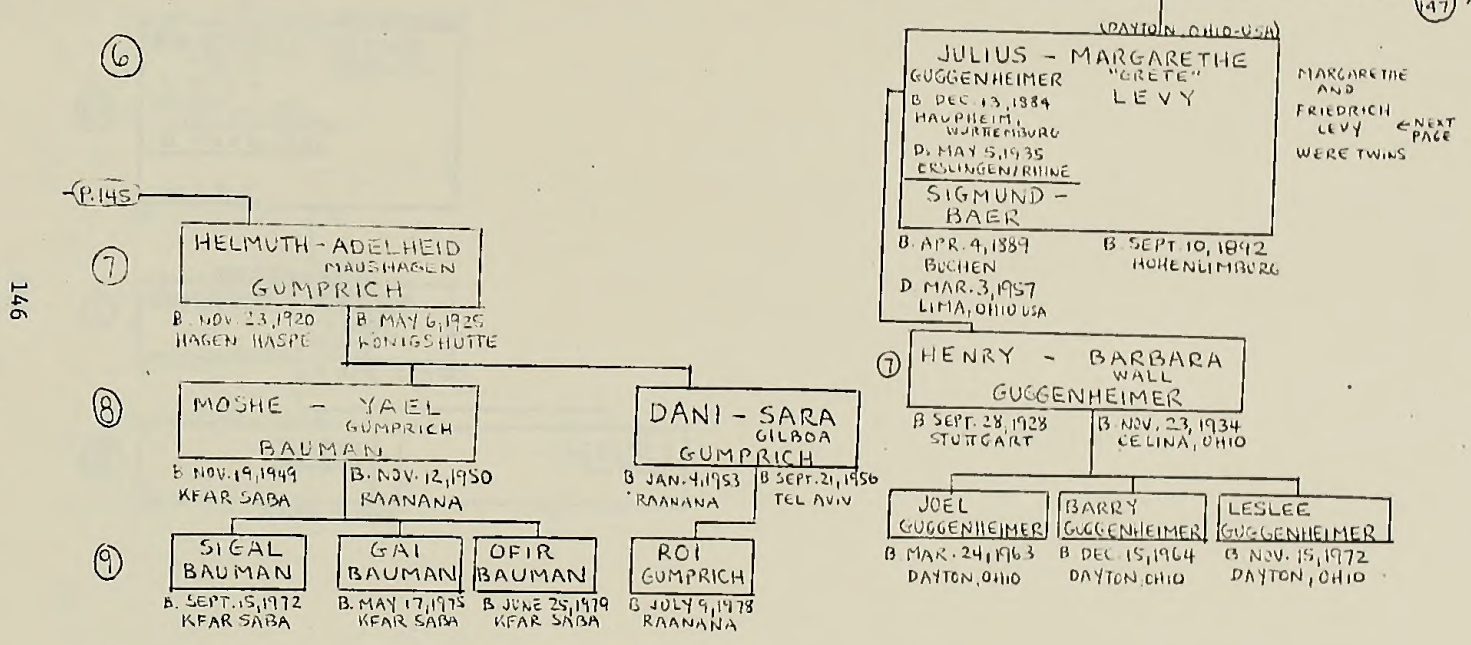 147
6
(DAYTON, OHIO-USA)
JULIUS - MARGARETHE
GUGGENHEIMER "GRETE"
LEVY
B DEC. 13, 1884
HAUPHEIM,
WURTTEMBURG
D. MAY 5, 1935
ERSLINGEN/RHINE
SIGMUND -
BAER
B. APR. 4, 1889
BUCHEN
D MAR. 3, 1957
LIMA, OHIO USA
B. SEPT. 10, 1892
HOHENLIMBURG
MARGARETHE
AND
FRIEDRICH
LEVY ← NEXT PAGE
WERE TWINS
P.145
7
HELMUTH - ADELHEID
MAUSHAGEN
GUMPRICH
B. NOV. 23, 1920
HAGEN HASPE
B. MAY 6, 1925
KONIGSHUTTE
146
7
HENRY - BARBARA
WALL
GUGGENHEIMER
B SEPT. 28, 1928
STUTTGART
B. NOV. 23, 1934
CELINA, OHIO
8
MOSHE - YAEL
GUMPRICH
BAUMAN
B NOV. 19, 1949
KFAR SABA
B. NOV. 12, 1950
RAANANA
DANI - SARA
GILBOA
GUMPRICH
B JAN. 4, 1953
RAANANA
B SEPT. 21, 1956
TEL AVIV
9
SIGAL
BAUMAN
B. SEPT. 15, 1972
KFAR SABA
GAI
BAUMAN
B. MAY 17, 1975
KFAR SABA
OFIR
BAUMAN
B JUNE 25, 1979
KFAR SABA
ROI
GUMPRICH
B JULY 9, 1978
RAANANA
JOEL
GUGGENHEIMER
B MAR. 24, 1963
DAYTON, OHIO
BARRY
GUGGENHEIMER
B DEC. 15, 1964
DAYTON, OHIO
LESLEE
GUGGENHEIMER
B NOV. 15, 1972
DAYTON, OHIO